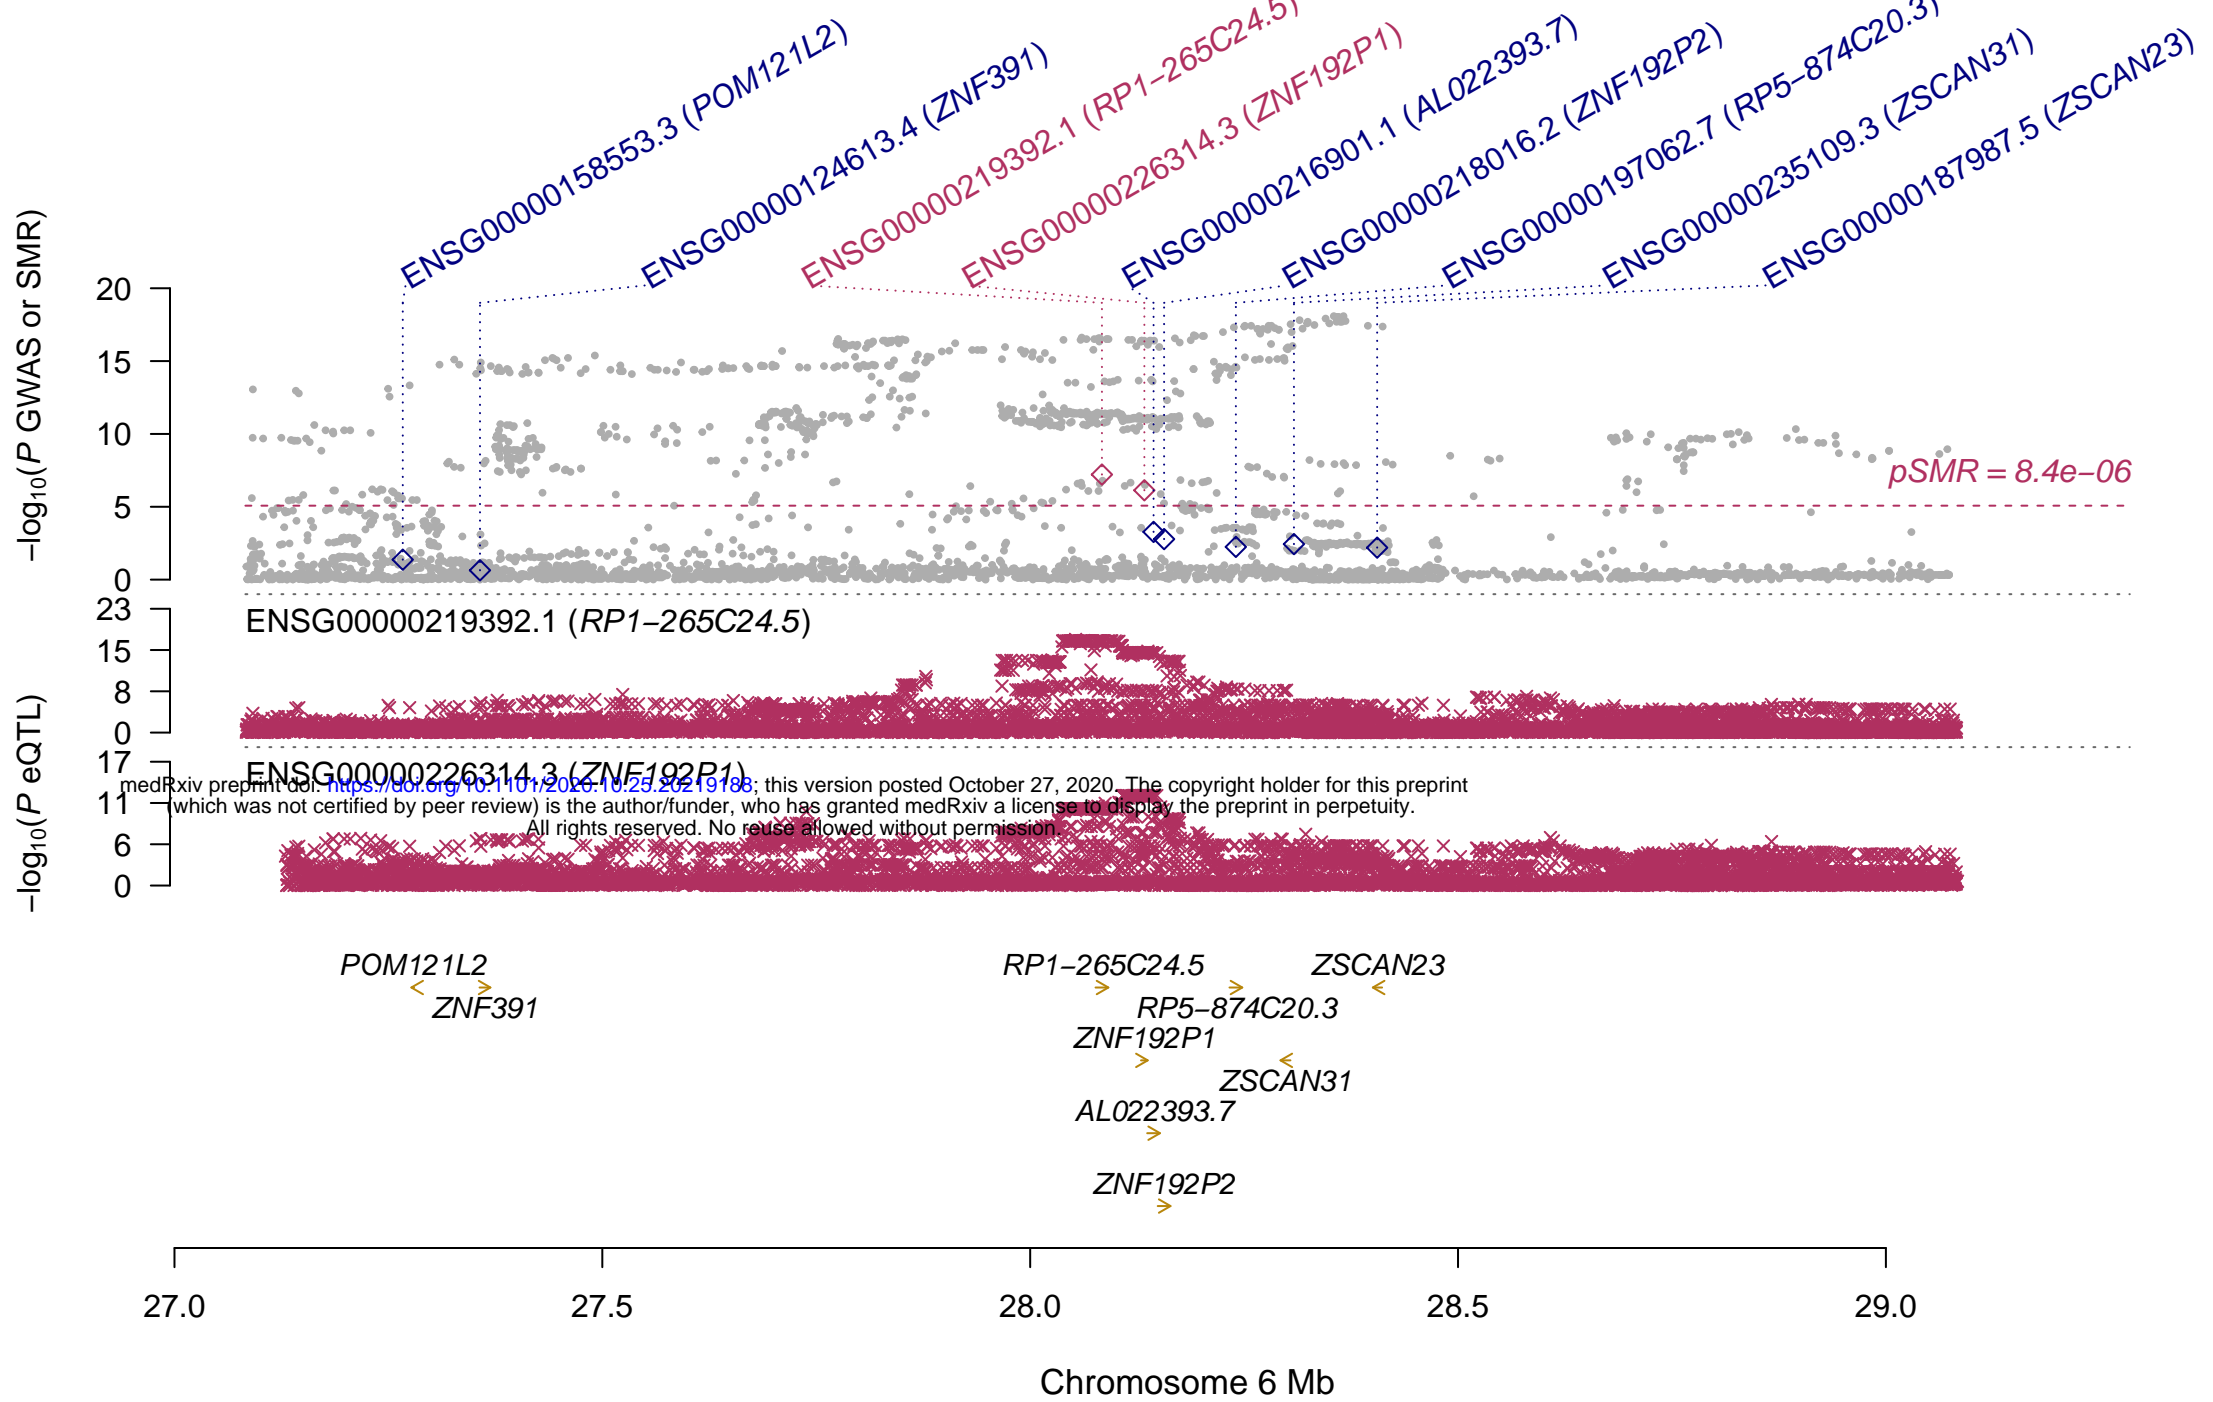 ENSG00000158553.3 (POM121L2)
ENSG00000124613.4 (ZNF391)
ENSG00000219392.1 (RP1−265C24.5)
ENSG00000226314.3 (ZNF192P1)
ENSG00000216901.1 (AL022393.7)
ENSG00000218016.2 (ZNF192P2)
ENSG00000197062.7 (RP5−874C20.3)
ENSG00000235109.3 (ZSCAN31)
ENSG00000187987.5 (ZSCAN23)
−log10(P GWAS or SMR)
20
15
10
5
0
pSMR = 8.4e−06
ENSG00000219392.1 (RP1−265C24.5)
23
15
8
0
−log10(P eQTL)
ENSG00000226314.3 (ZNF192P1)
17
11
6
0
medRxiv preprint doi: https://doi.org/10.1101/2020.10.25.20219188; this version posted October 27, 2020. The copyright holder for this preprint
(which was not certified by peer review) is the author/funder, who has granted medRxiv a license to display the preprint in perpetuity.
All rights reserved. No reuse allowed without permission.
POM121L2
RP1−265C24.5
ZSCAN23
ZNF391
RP5−874C20.3
ZNF192P1
ZSCAN31
AL022393.7
ZNF192P2
27.0 27.5 28.0 28.5 29.0
Chromosome 6 Mb